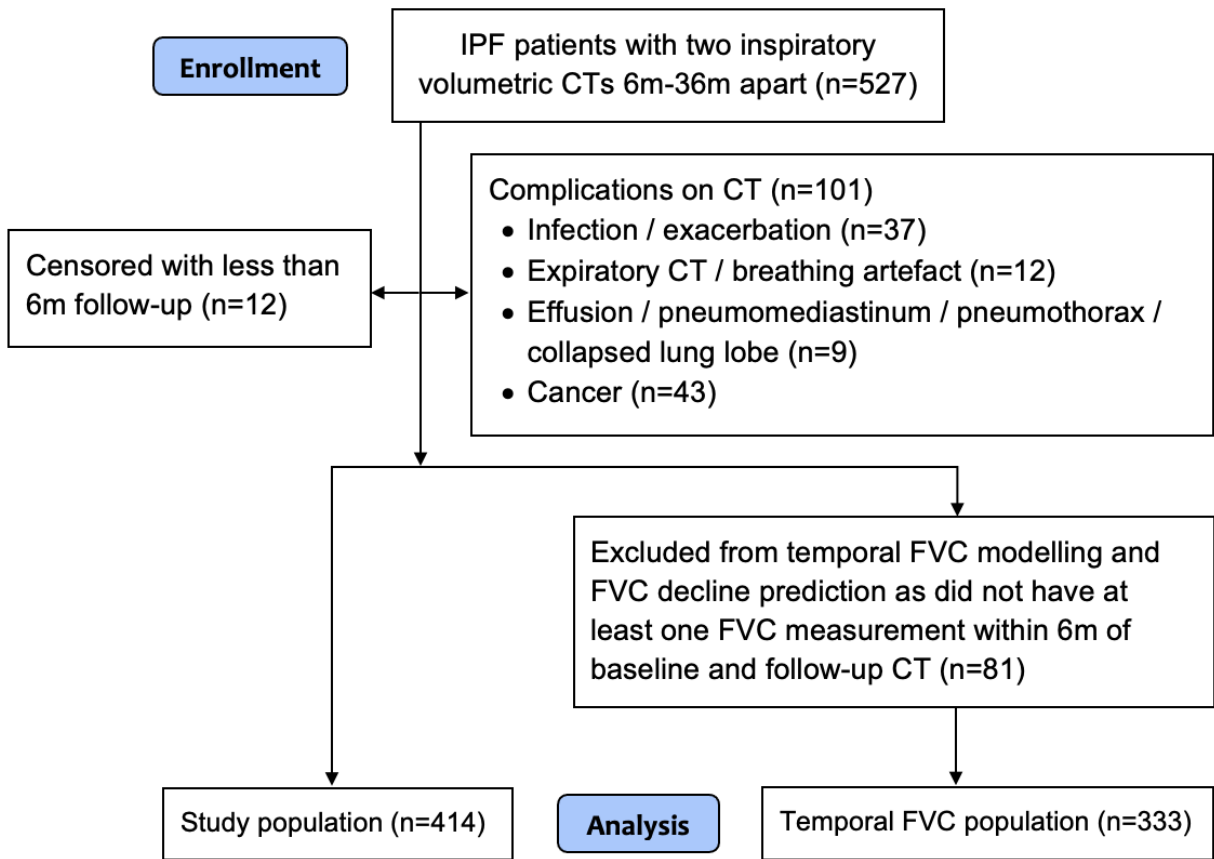 Enrollment
IPF patients with two inspiratory
volumetric CTs 6m-36m apart (n=527)
Complications on CT (n=101)
• Infection / exacerbation (n=37)
• Expiratory CT / breathing artefact (n=12)
• Effusion / pneumomediastinum / pneumothorax /
collapsed lung lobe (n=9)
• Cancer (n=43)
Censored with less than
6m follow-up (n=12)
Excluded from temporal FVC modelling and
FVC decline prediction as did not have at
least one FVC measurement within 6m of
baseline and follow-up CT (n=81)
Study population (n=414)
Analysis
Temporal FVC population (n=333)